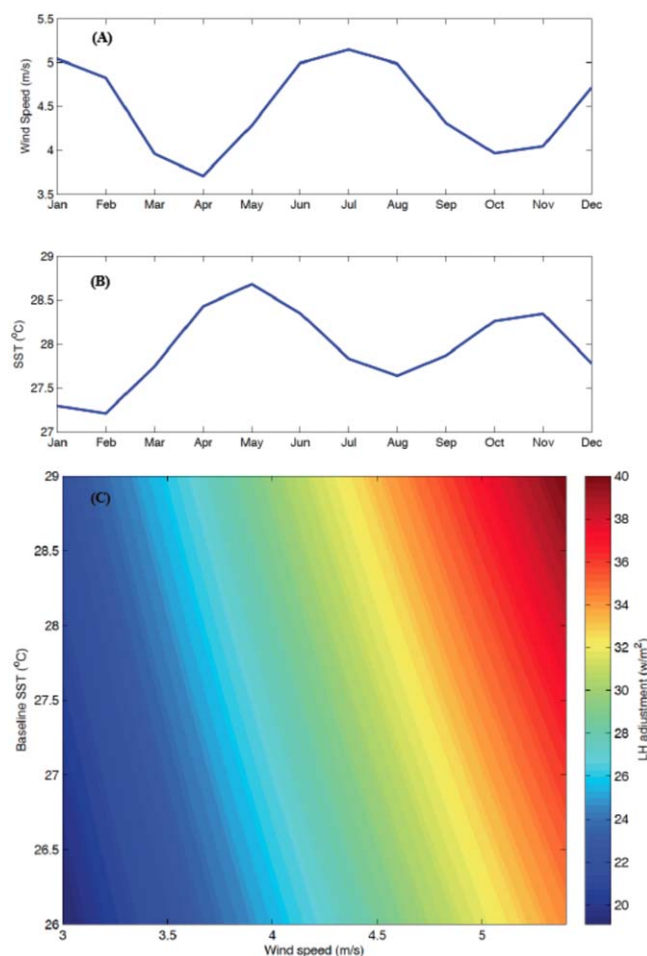 (A)
Wind Speed (m/s)
5.5
5
4.5
4
3.5
Jan Feb Mar Apr May Jun Jul Aug Sep Oct Nov Dec
(B)
SST (⁰C)
29
28.5
28
27.5
27
Jan Feb Mar Apr May Jun Jul Aug Sep Oct Nov Dec
(C)
Baseline SST (⁰C)
29
28.5
28
27.5
27
26.5
26
3 3.5 4 4.5 5
Wind speed (m/s)
40
38
36
34
32
30
28
26
24
22
20
LH adjustment (w/m²)